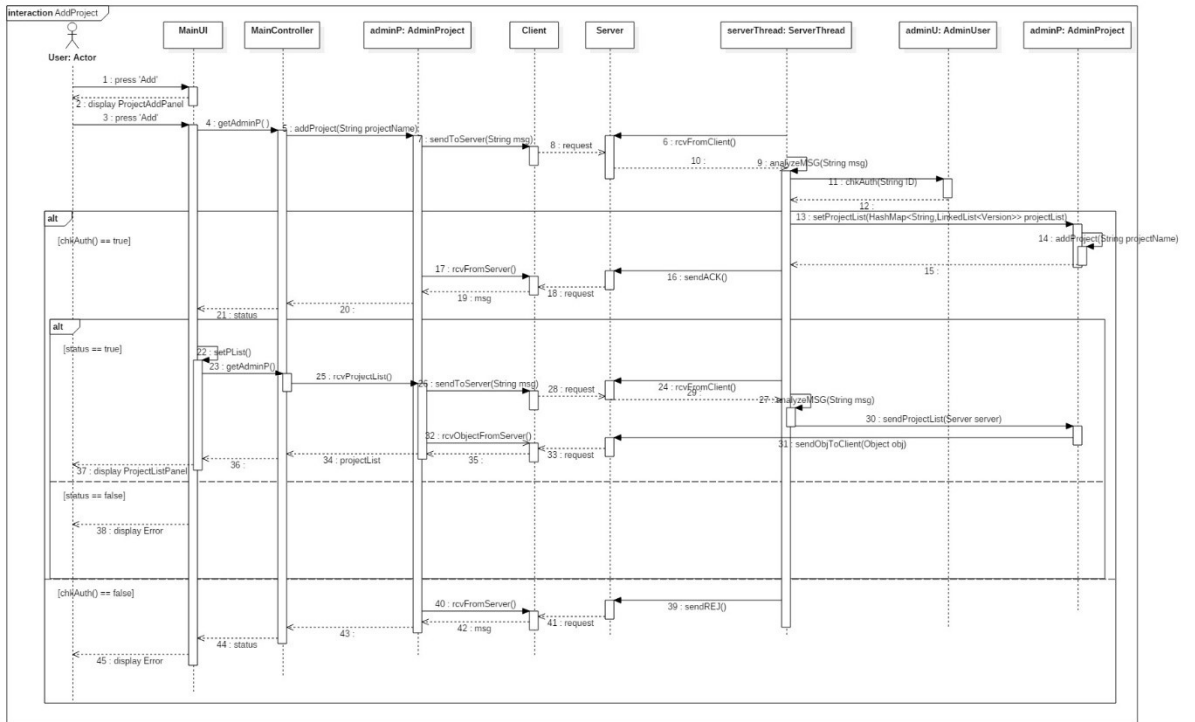 interaction AddProject
User: Actor
MainUI
MainController
adminP: AdminProject
Client
Server
serverThread: ServerThread
adminU: AdminUser
adminP: AdminProject
1 : press 'Add'
2 : display ProjectAddPanel
3 : press 'Add'
4 : getAdminP( )
5 : addProject(String projectName)
6 : rcvFromClient()
7 : sendToServer(String msg)
8 : request
9 : analyzeMSG(String msg)
10 :
11 : chkAuth(String ID)
12 :
alt
[chkAuth() == true]
13 : setProjectList(HashMap<String,LinkedList<Version>> projectList)
14 : addProject(String projectName)
15 :
16 : sendACK()
17 : rcvFromServer()
18 : request
19 : msg
20 :
21 : status
alt
[status == true]
22 : setPList()
23 : getAdminP()
24 : rcvFromClient()
25 : rcvProjectList()
26 : sendToServer(String msg)
27 : analyzeMSG(String msg)
28 : request
29 :
30 : sendProjectList(Server server)
31 : sendObjToClient(Object obj)
32 : rcvObjectFromServer()
33 : request
34 : projectList
35 :
36 :
37 : display ProjectListPanel
[status == false]
38 : display Error
[chkAuth() == false]
39 : sendREJ()
40 : rcvFromServer()
41 : request
42 : msg
43 :
44 : status
45 : display Error